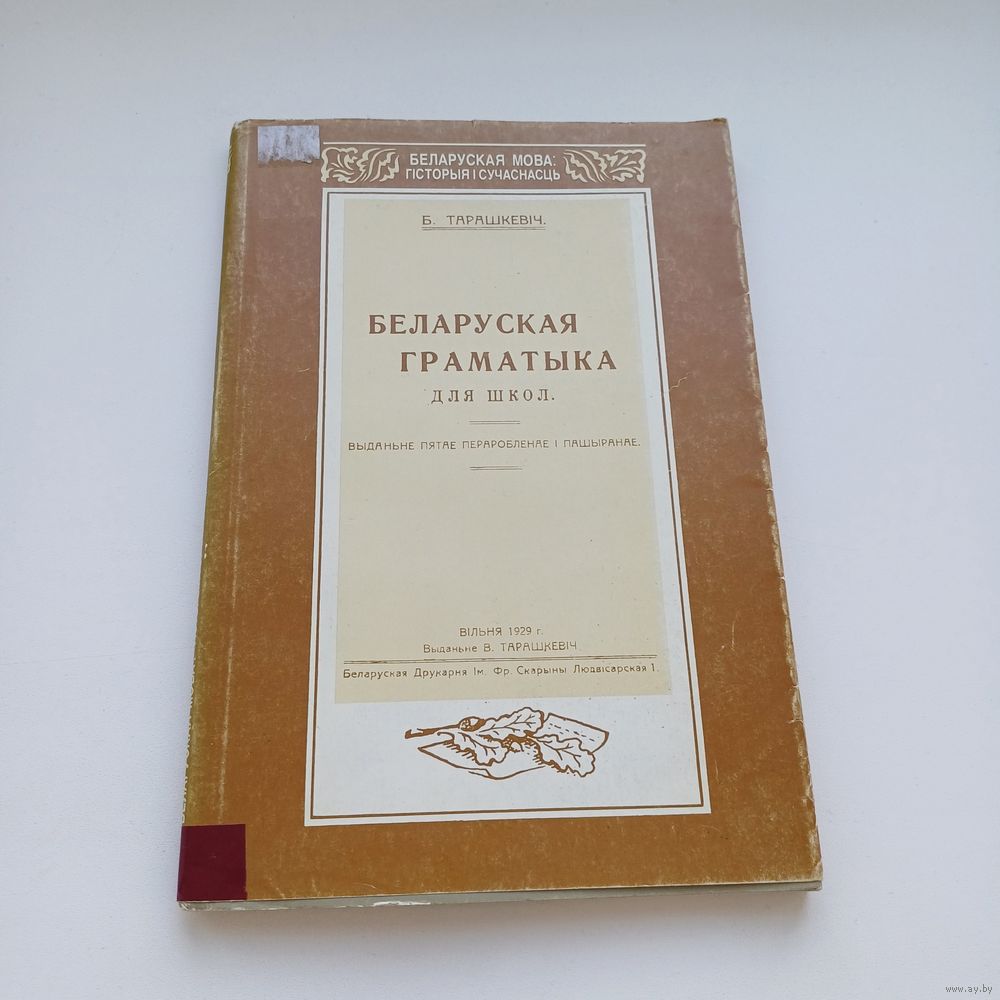 БЕЛАРУСКАЯ МОВА:
ГІСТОРЫЯ І СУЧАСНАСЦЬ
Б. ТАРАШКЕВІЧ.
БЕЛАРУСКАЯ
ГРАМАТЫКА
ДЛЯ ШКОЛ.
ВЫДАНЬНЕ ПЯТАЕ ПЕРАРОБЛЕНАЕ І ПАШЫРАНАЕ.
ВІЛЬНЯ 1929 г.
Выданьне В. ТАРАШКЕВІЧ
Беларуская Друкарня Ім. Фр. Скарыны Людвісарская 1.
www.ay.by